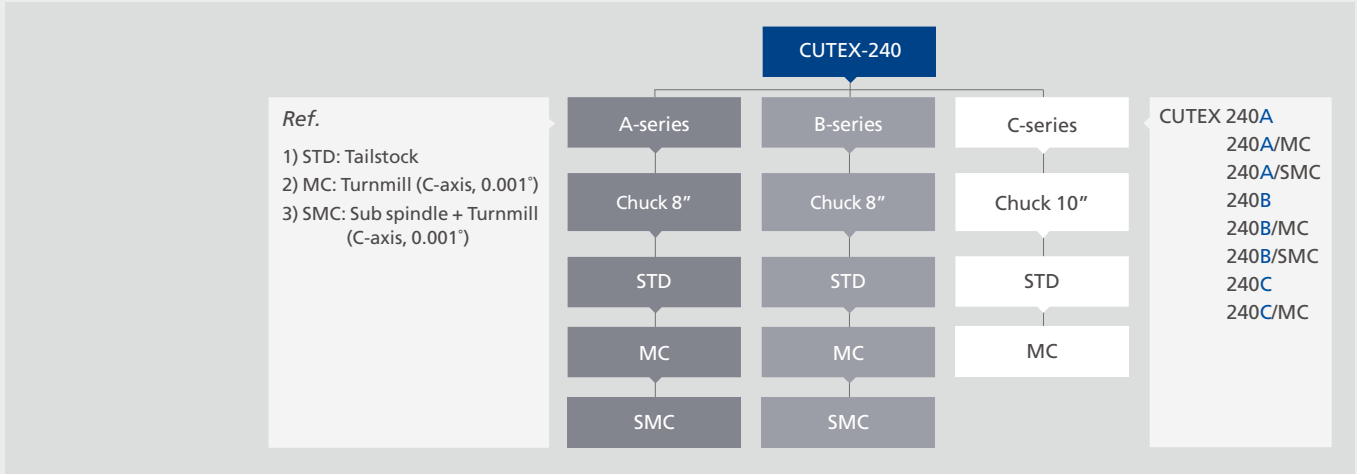 CUTEX-240
Ref.
1) STD: Tailstock
2) MC: Turnmill (C-axis, 0.001˚)
3) SMC: Sub spindle + Turnmill
(C-axis, 0.001˚)
A-series
Chuck 8”
STD
MC
SMC
B-series
Chuck 8”
STD
MC
SMC
C-series
Chuck 10”
STD
MC
CUTEX 240A
240A/MC
240A/SMC
240B
240B/MC
240B/SMC
240C
240C/MC